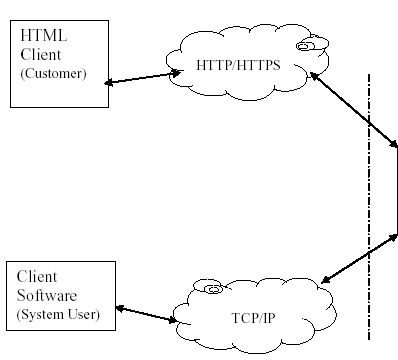 HTML
Client
(Customer)
HTTP/HTTPS
Client
Software
(System User)
TCP/IP